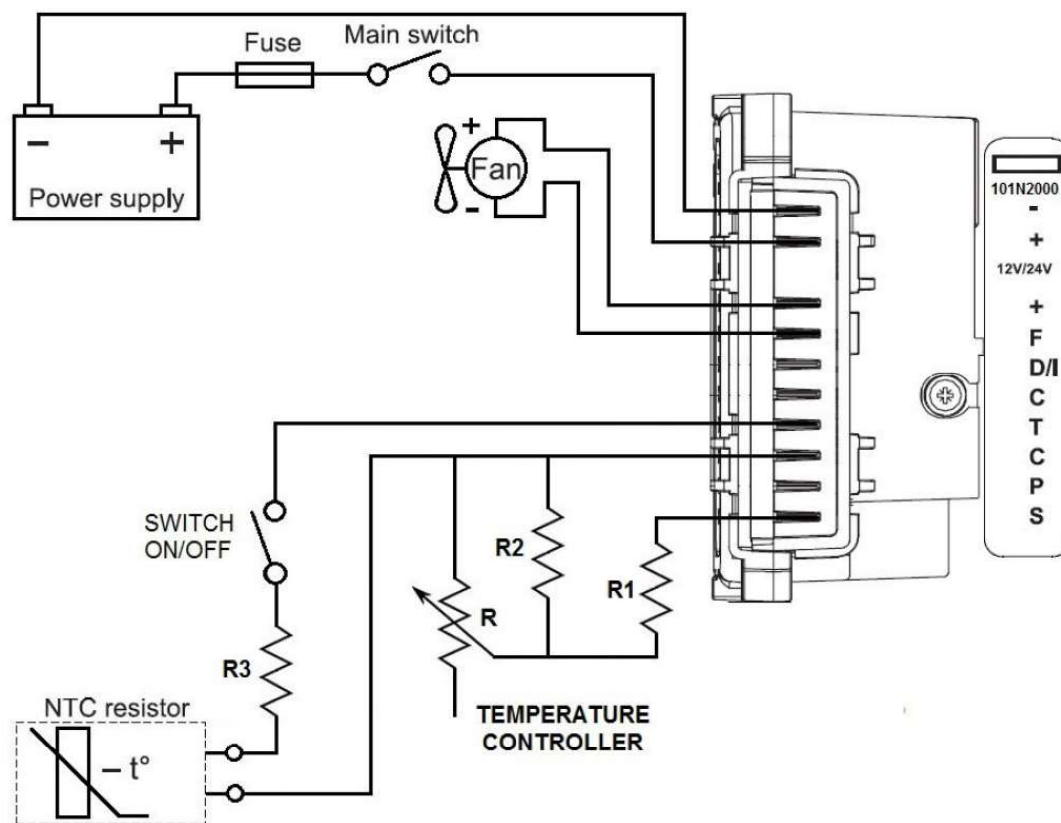 Fuse
Main switch
-
+
Power supply
+
Fan
-
101N2000
-
+
12V/24V
+
F
D/I
C
T
C
P
S
SWITCH
ON/OFF
R3
R2
R1
R
NTC resistor
– t°
TEMPERATURE
CONTROLLER